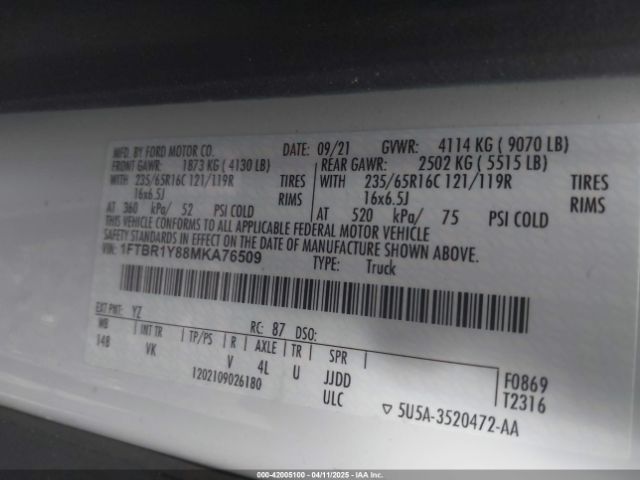 MFD. BY FORD MOTOR CO. DATE: 09/21 GVWR: 4114 KG ( 9070 LB)
FRONT GAWR: 1873 KG ( 4130 LB) REAR GAWR: 2502 KG ( 5515 LB)
WITH 235/65R16C 121/119R TIRES WITH 235/65R16C 121/119R TIRES
16x6.5J RIMS 16x6.5J RIMS
AT 360 kPa/ 52 PSI COLD AT 520 kPa/ 75 PSI COLD
THIS VEHICLE CONFORMS TO ALL APPLICABLE FEDERAL MOTOR VEHICLE
SAFETY STANDARDS IN EFFECT ON THE DATE OF MANUFACTURE SHOWN ABOVE.
VIN: 1FTBR1Y88MKA76509 TYPE: Truck
EXT PNT: YZ RC: 87 DSO:
WB INT TR TP/PS R AXLE TR SPR F0869
148 VK V 4L U JJDD T2316
1202109026180 ULC ▽ 5U5A-3520472-AA
000-42005100 - 04/11/2025 - IAA Inc.